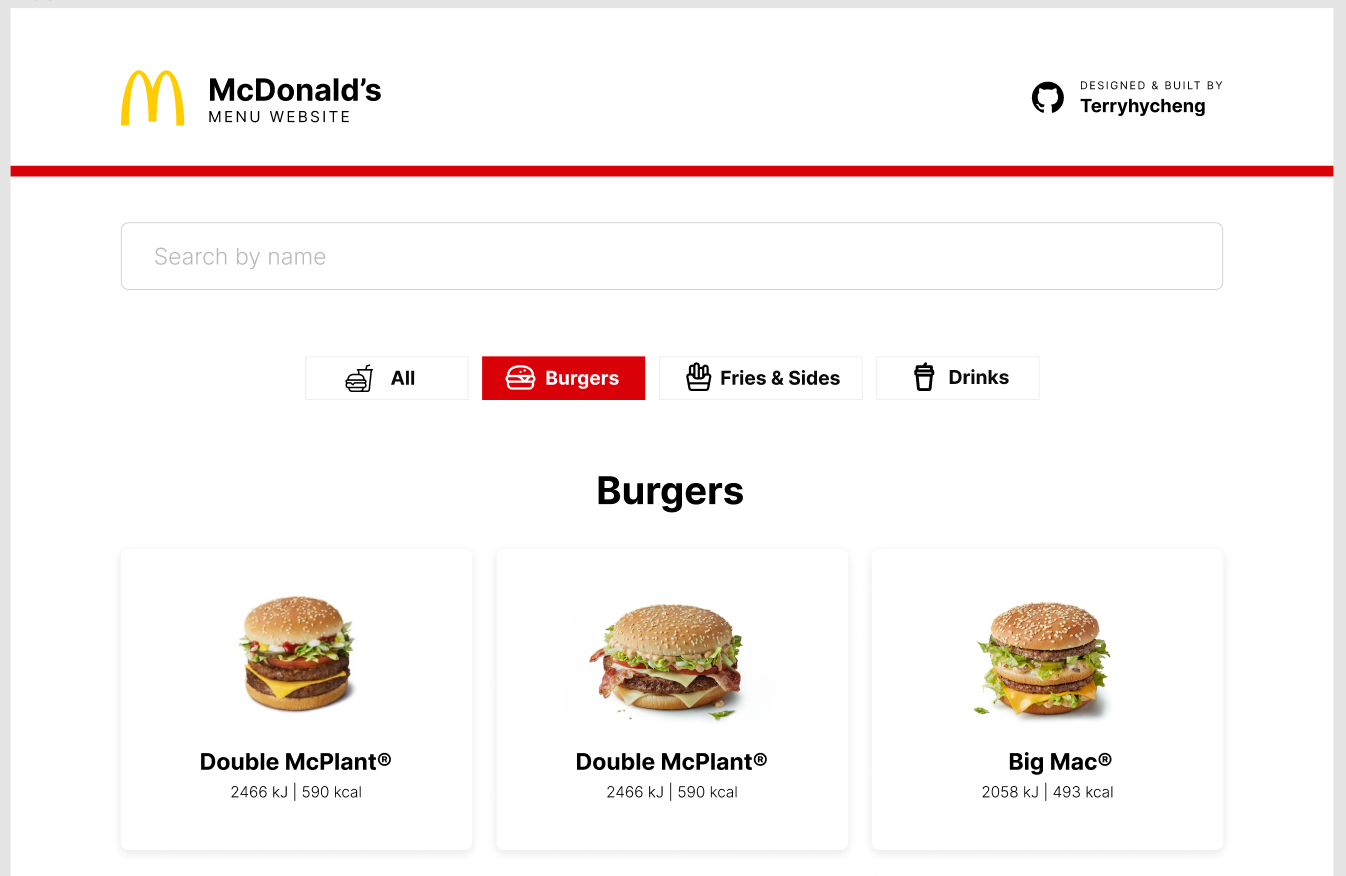 McDonald’s
MENU WEBSITE
DESIGNED & BUILT BY
Terryhycheng
Search by name
All
Burgers
Fries & Sides
Drinks
Burgers
Double McPlant®
2466 kJ | 590 kcal
Double McPlant®
2466 kJ | 590 kcal
Big Mac®
2058 kJ | 493 kcal